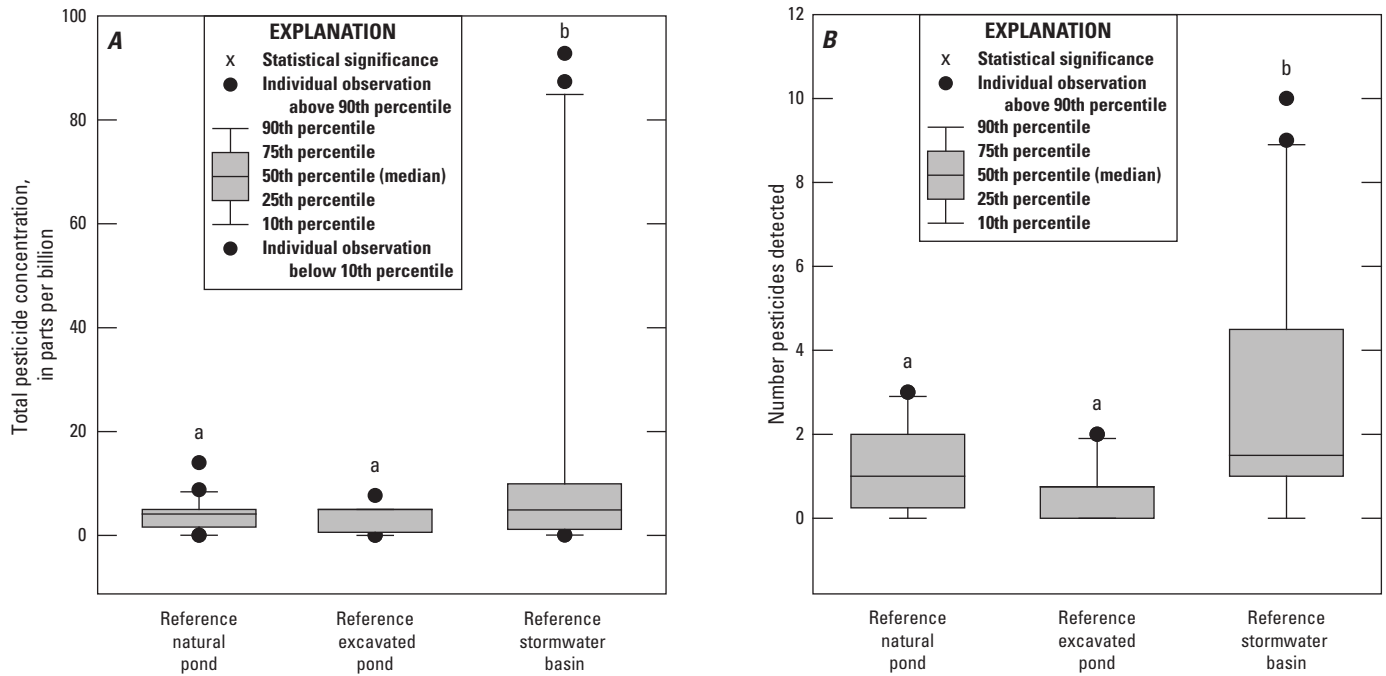 A
EXPLANATION
x Statistical significance
Individual observation
above 90th percentile
90th percentile
75th percentile
50th percentile (median)
25th percentile
10th percentile
Individual observation
below 10th percentile
Total pesticide concentration,
in parts per billion
100
80
60
40
20
0
a
a
b
Reference
natural
pond
Reference
excavated
pond
Reference
stormwater
basin
B
EXPLANATION
x Statistical significance
Individual observation
above 90th percentile
90th percentile
75th percentile
50th percentile (median)
25th percentile
10th percentile
Number pesticides detected
12
10
8
6
4
2
0
a
a
b
Reference
natural
pond
Reference
excavated
pond
Reference
stormwater
basin